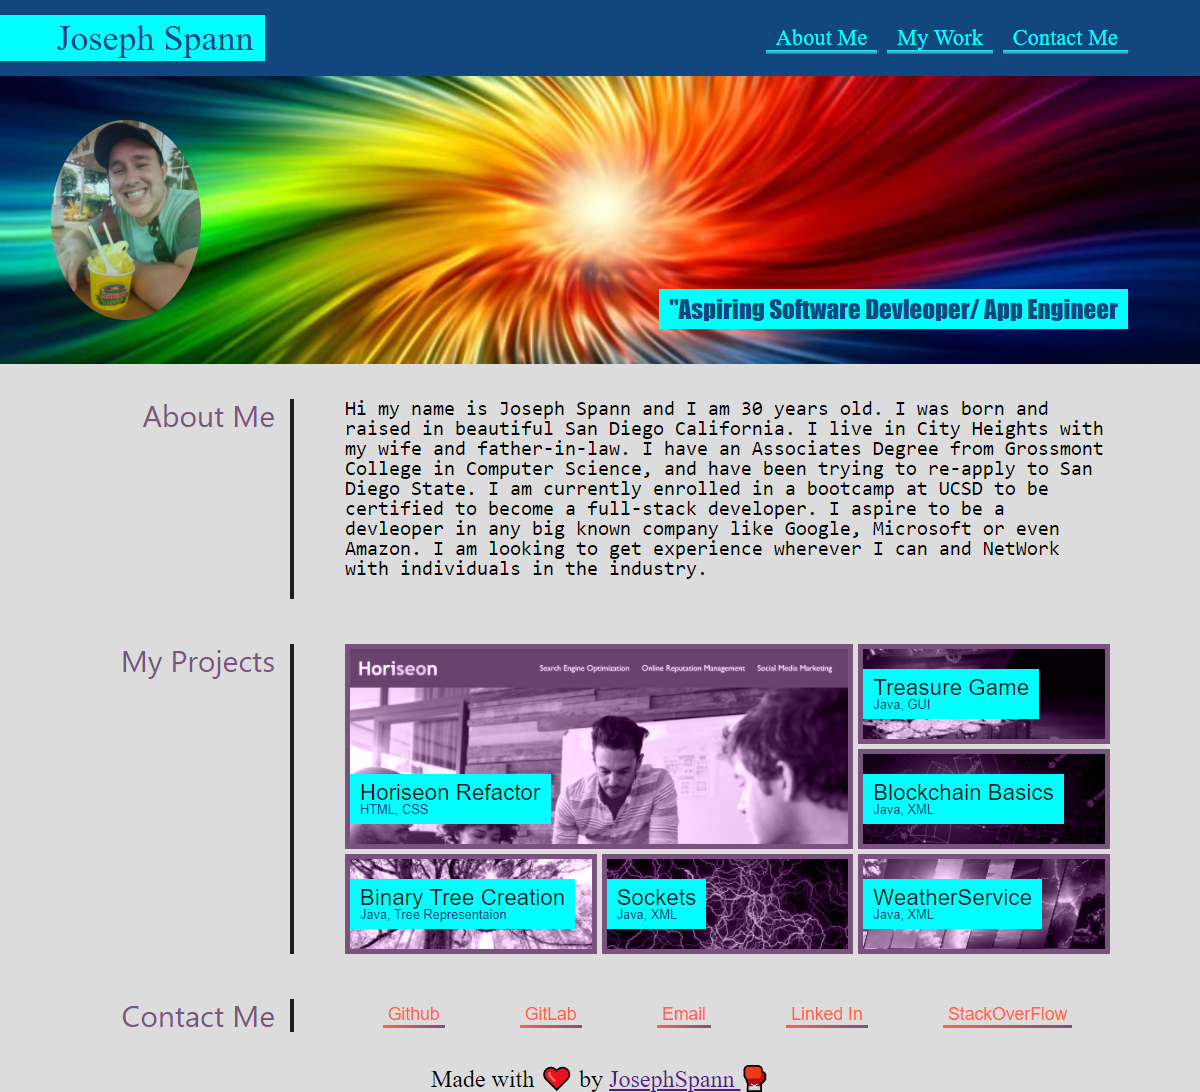 Joseph Spann
About Me My Work Contact Me
"Aspiring Software Devleoper/ App Engineer
About Me
Hi my name is Joseph Spann and I am 30 years old. I was born and
raised in beautiful San Diego California. I live in City Heights with
my wife and father-in-law. I have an Associates Degree from Grossmont
College in Computer Science, and have been trying to re-apply to San
Diego State. I am currently enrolled in a bootcamp at UCSD to be
certified to become a full-stack developer. I aspire to be a
devleoper in any big known company like Google, Microsoft or even
Amazon. I am looking to get experience wherever I can and NetWork
with individuals in the industry.
My Projects
Horiseon
Search Engine Optimization Online Reputation Management Social Media Marketing
Horiseon Refactor
HTML, CSS
Treasure Game
Java, GUI
Blockchain Basics
Java, XML
Binary Tree Creation
Java, Tree Representaion
Sockets
Java, XML
WeatherService
Java, XML
Contact Me
Github GitLab Email Linked In StackOverFlow
Made with ❤️ by JosephSpann 🥊